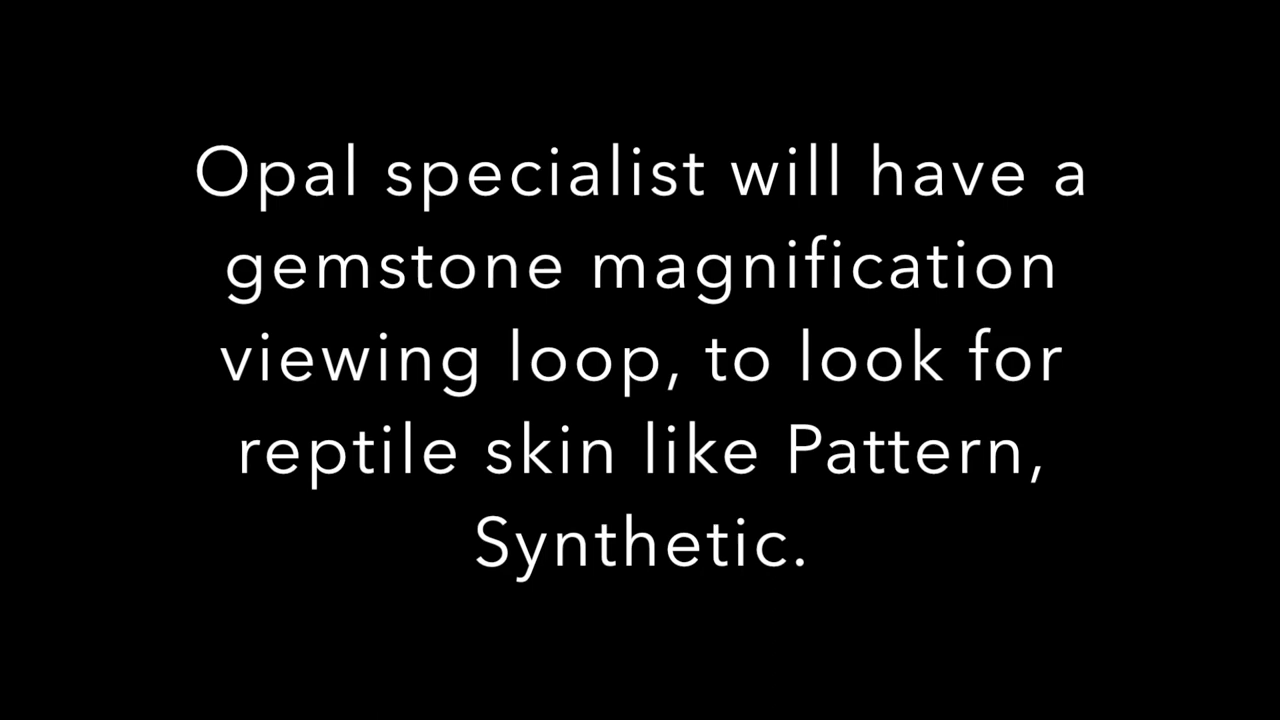 Opal specialist will have a
gemstone magnification
viewing loop, to look for
reptile skin like Pattern,
Synthetic.